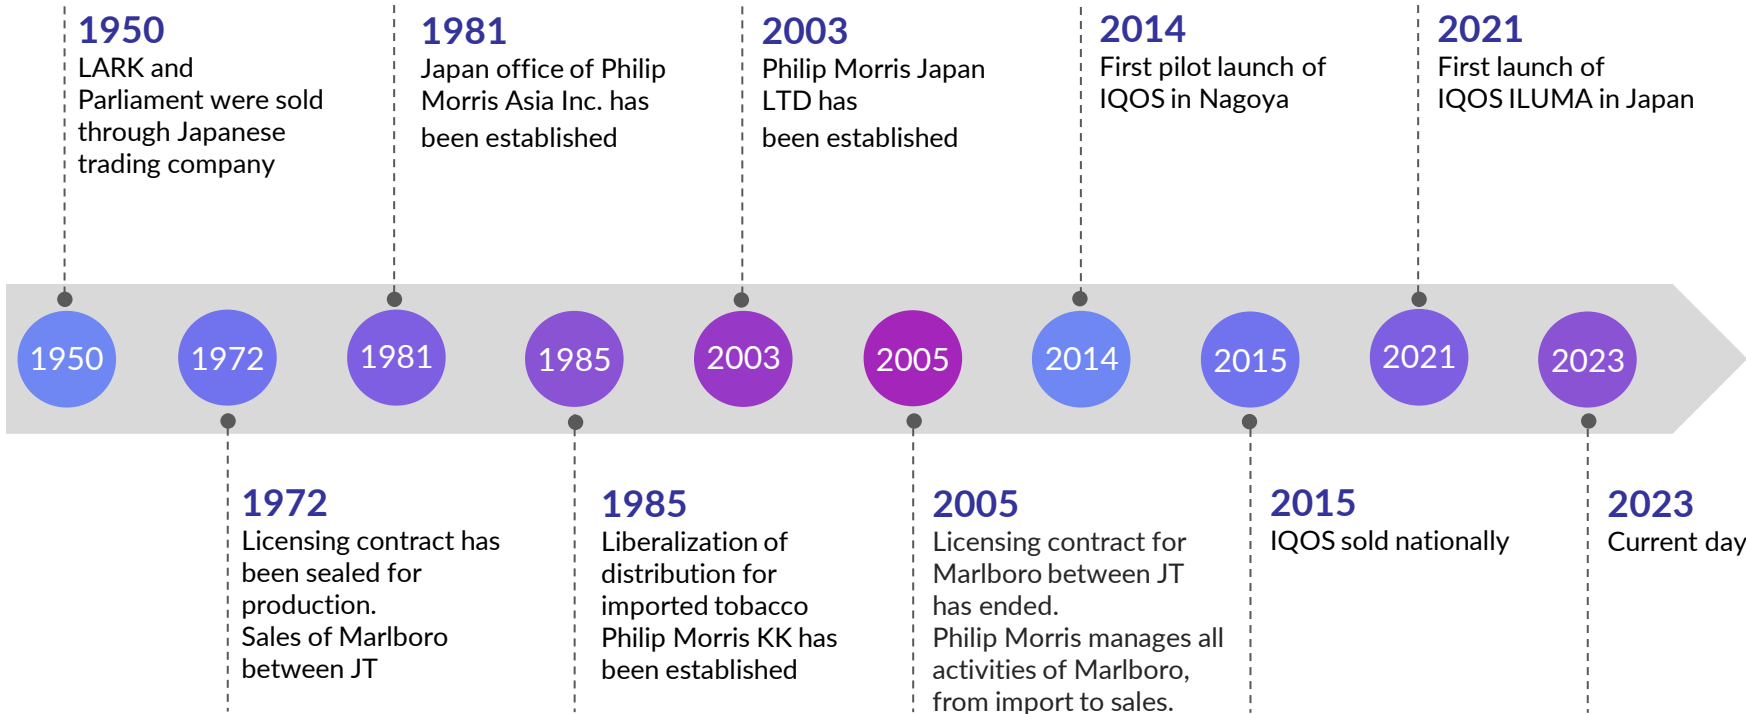 1950
LARK and
Parliament were sold
through Japanese
trading company
1981
Japan office of Philip
Morris Asia Inc. has
been established
2003
Philip Morris Japan
LTD has
been established
2014
First pilot launch of
IQOS in Nagoya
2021
First launch of
IQOS ILUMA in Japan
1950
1972
1981
1985
2003
2005
2014
2015
2021
2023
1972
Licensing contract has
been sealed for
production.
Sales of Marlboro
between JT
1985
Liberalization of
distribution for
imported tobacco
Philip Morris KK has
been established
2005
Licensing contract for
Marlboro between JT
has ended.
Philip Morris manages all
activities of Marlboro,
from import to sales.
2015
IQOS sold nationally
2023
Current day